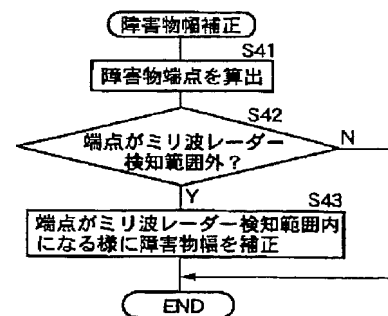 障害物幅補正
S41
障害物端点を算出
S42
端点がミリ波レーダー
検知範囲外？
N
Y
S43
端点がミリ波レーダー検知範囲内
になる様に障害物幅を補正
END